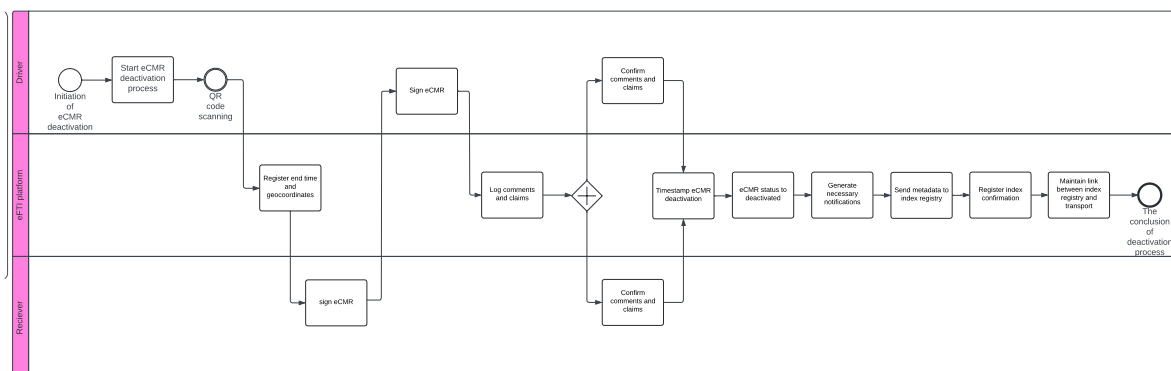 Driver
Initiation
of
eCMR
deactivation
Start eCMR
deactivation
process
QR
code
scanning
Sign eCMR
Confirm
comments and
claims
eFTI platform
Register end time
and
geocoordinates
Log comments
and claims
Timestamp eCMR
deactivation
eCMR status to
deactivated
Generate
necessary
notifications
Send metadata to
index registry
Register index
confirmation
Maintain link
between index
registry and
transport
The
conclusion
of
deactivation
process
Reciever
sign eCMR
Confirm
comments and
claims